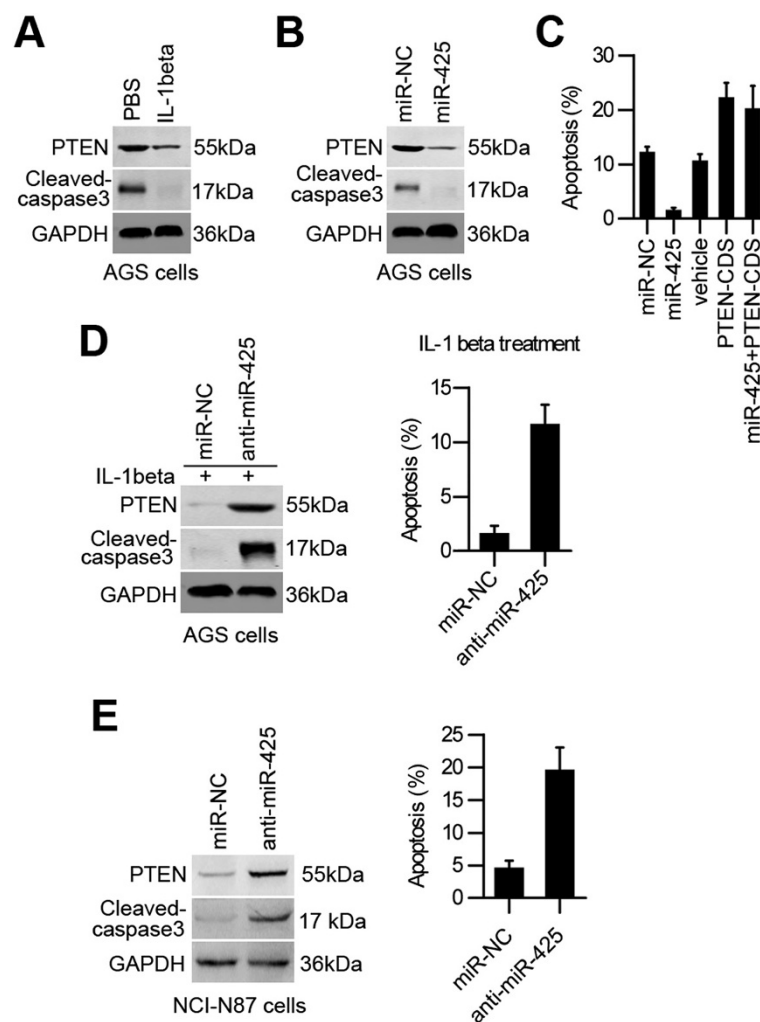 A
PBS
IL-1beta
PTEN
55kDa
Cleaved-
caspase3
17kDa
GAPDH
36kDa
AGS cells
B
miR-NC
miR-425
PTEN
55kDa
Cleaved-
caspase3
17kDa
GAPDH
36kDa
AGS cells
C
Apoptosis (%)
30
20
10
0
miR-NC
miR-425
vehicle
PTEN-CDS
miR-425+PTEN-CDS
D
miR-NC
anti-miR-425
IL-1beta + +
PTEN
55kDa
Cleaved-
caspase3
17kDa
GAPDH
36kDa
AGS cells
IL-1 beta treatment
Apoptosis (%)
15
10
5
0
miR-NC
anti-miR-425
E
miR-NC
anti-miR-425
PTEN
55kDa
Cleaved-
caspase3
17 kDa
GAPDH
36kDa
NCI-N87 cells
Apoptosis (%)
25
20
15
10
5
0
miR-NC
anti-miR-425